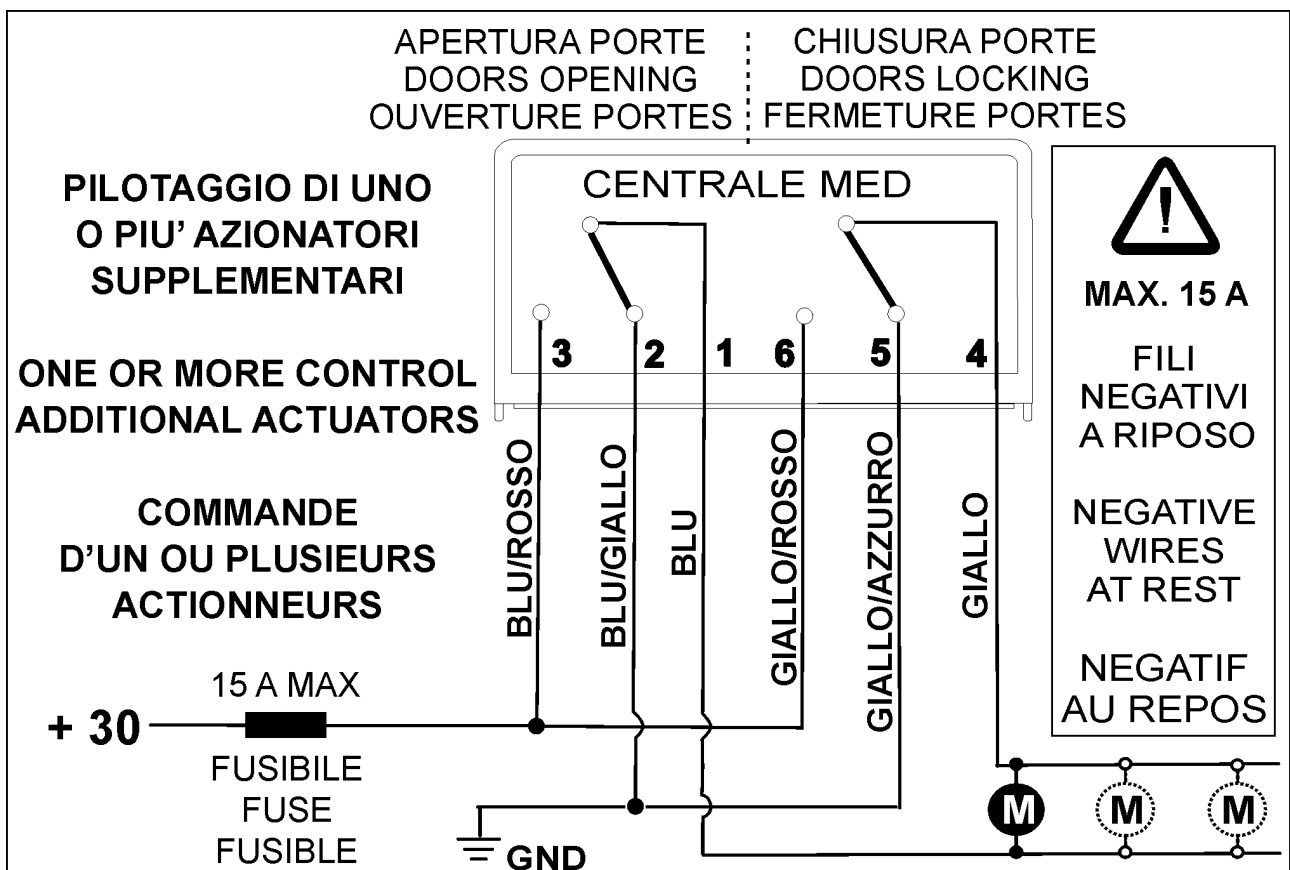 APERTURA PORTE
DOORS OPENING
OUVERTURE PORTES
CHIUSURA PORTE
DOORS LOCKING
FERMETURE PORTES
PILOTAGGIO DI UNO
O PIU' AZIONATORI
SUPPLEMENTARI
ONE OR MORE CONTROL
ADDITIONAL ACTUATORS
COMMANDE
D'UN OU PLUSIEURS
ACTIONNEURS
CENTRALE MED
3 2 1 6 5 4
BLU/ROSSO
BLU/GIALLO
BLU
GIALLO/ROSSO
GIALLO/AZZURRO
GIALLO
!
MAX. 15 A
FILI
NEGATIVI
A RIPOSO
NEGATIVE
WIRES
AT REST
NEGATIF
AU REPOS
15 A MAX
+ 30
FUSIBILE
FUSE
FUSIBLE
GND
M M M